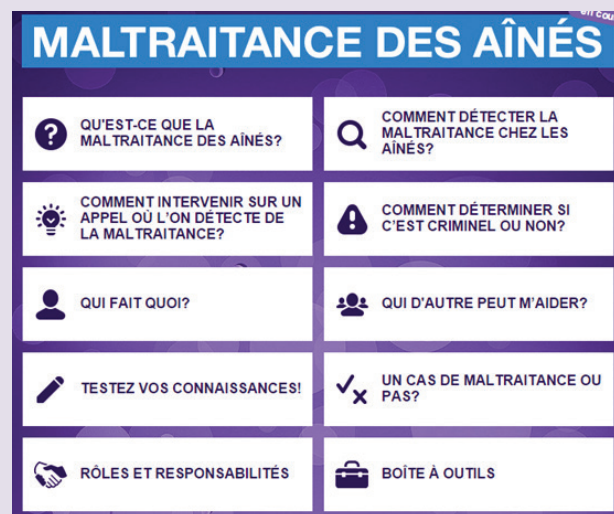 en cou
MALTRAITANCE DES AÎNÉS
QU'EST-CE QUE LA
MALTRAITANCE DES AÎNÉS?
COMMENT DÉTECTER LA
MALTRAITANCE CHEZ LES
AÎNÉS?
COMMENT INTERVENIR SUR UN
APPEL OÙ L'ON DÉTECTE DE
LA MALTRAITANCE?
COMMENT DÉTERMINER SI
C'EST CRIMINEL OU NON?
QUI FAIT QUOI?
QUI D'AUTRE PEUT M'AIDER?
TESTEZ VOS CONNAISSANCES!
UN CAS DE MALTRAITANCE OU
PAS?
RÔLES ET RESPONSABILITÉS
BOÎTE À OUTILS